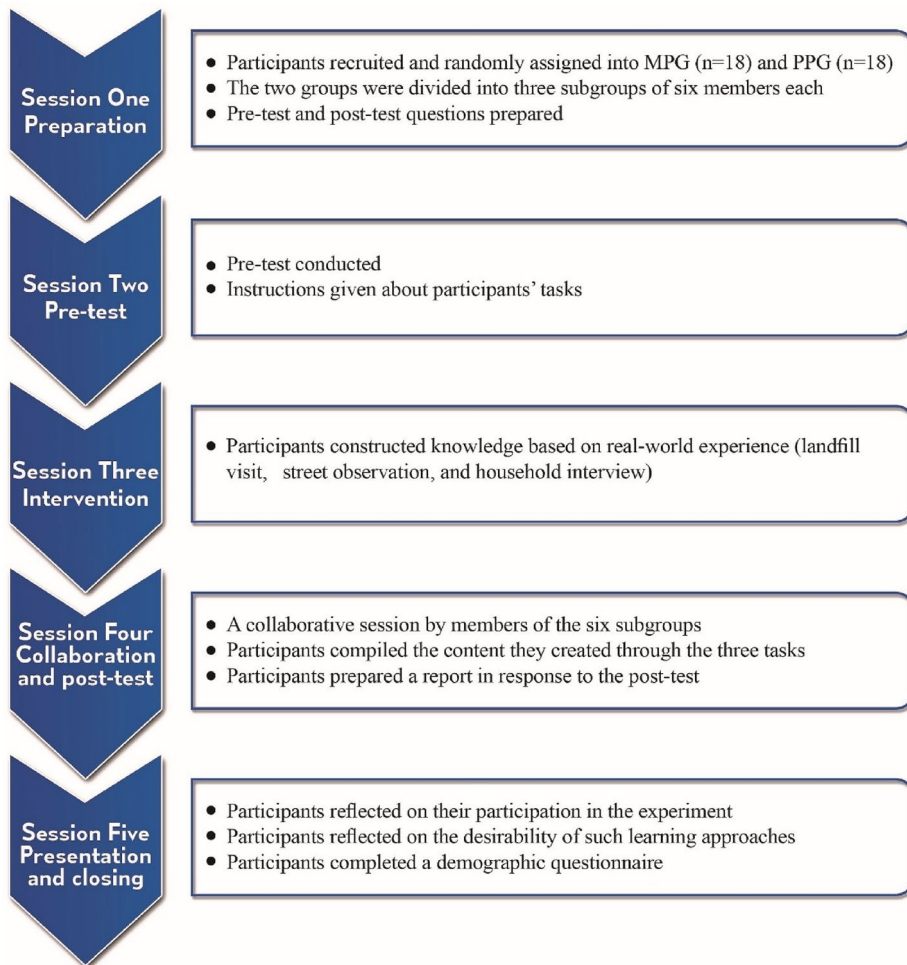 Session One
Preparation
● Participants recruited and randomly assigned into MPG (n=18) and PPG (n=18)
● The two groups were divided into three subgroups of six members each
● Pre-test and post-test questions prepared
Session Two
Pre-test
● Pre-test conducted
● Instructions given about participants’ tasks
Session Three
Intervention
● Participants constructed knowledge based on real-world experience (landfill
visit, street observation, and household interview)
Session Four
Collaboration
and post-test
● A collaborative session by members of the six subgroups
● Participants compiled the content they created through the three tasks
● Participants prepared a report in response to the post-test
Session Five
Presentation
and closing
● Participants reflected on their participation in the experiment
● Participants reflected on the desirability of such learning approaches
● Participants completed a demographic questionnaire